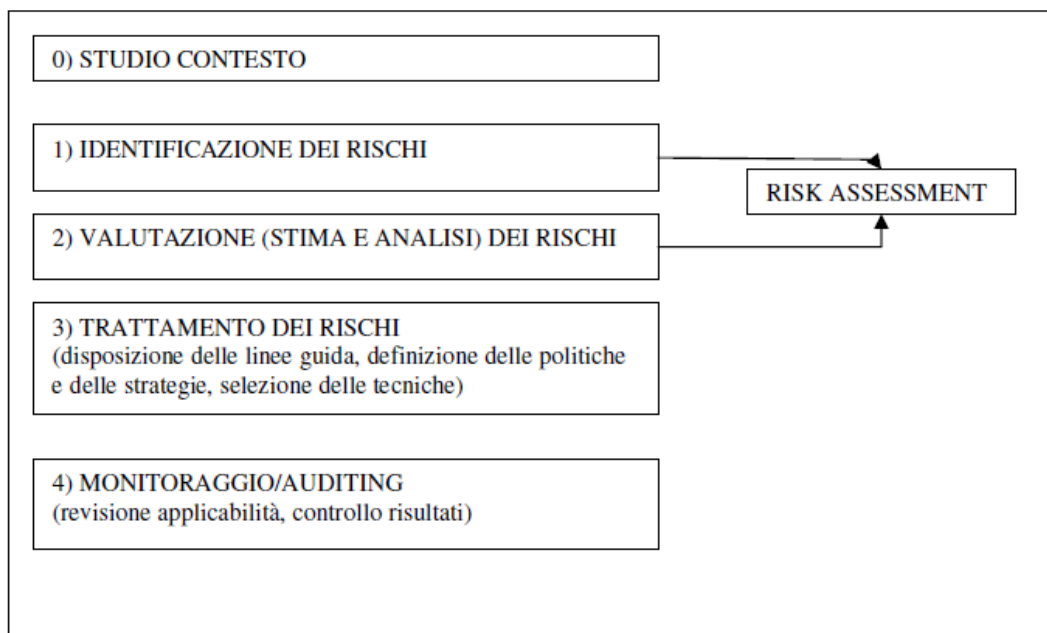 0) STUDIO CONTESTO
1) IDENTIFICAZIONE DEI RISCHI
RISK ASSESSMENT
2) VALUTAZIONE (STIMA E ANALISI) DEI RISCHI
3) TRATTAMENTO DEI RISCHI
(disposizione delle linee guida, definizione delle politiche
e delle strategie, selezione delle tecniche)
4) MONITORAGGIO/AUDITING
(revisione applicabilità, controllo risultati)